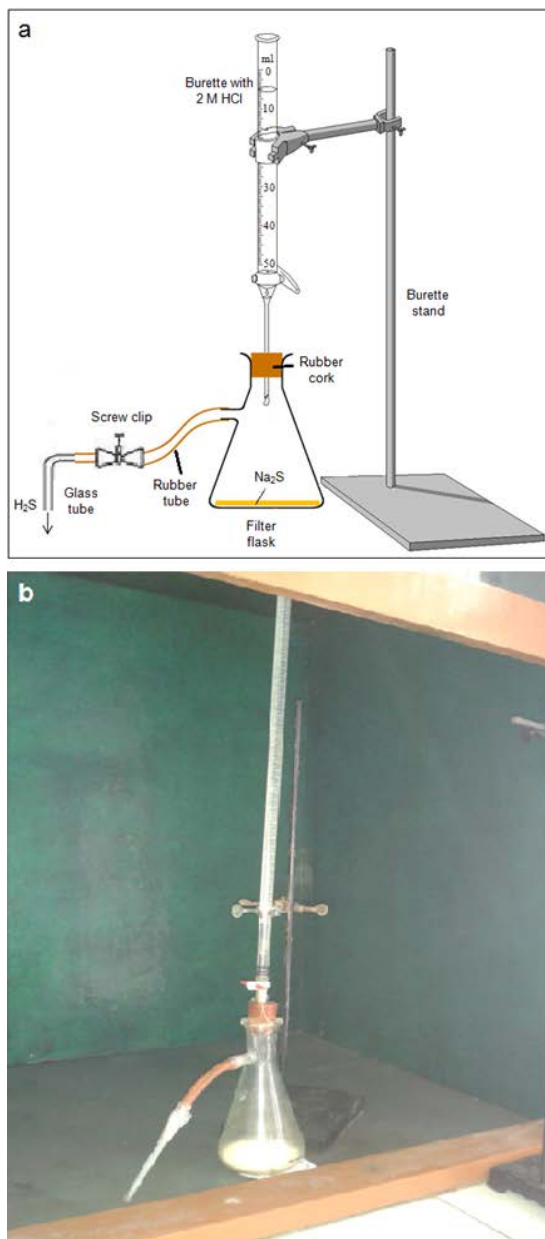 a
Burette with
2 M HCl
ml
0
10
30
40
50
Burette
stand
Rubber
cork
Screw clip
Rubber
tube
Glass
tube
H₂S
Na₂S
Filter
flask
b